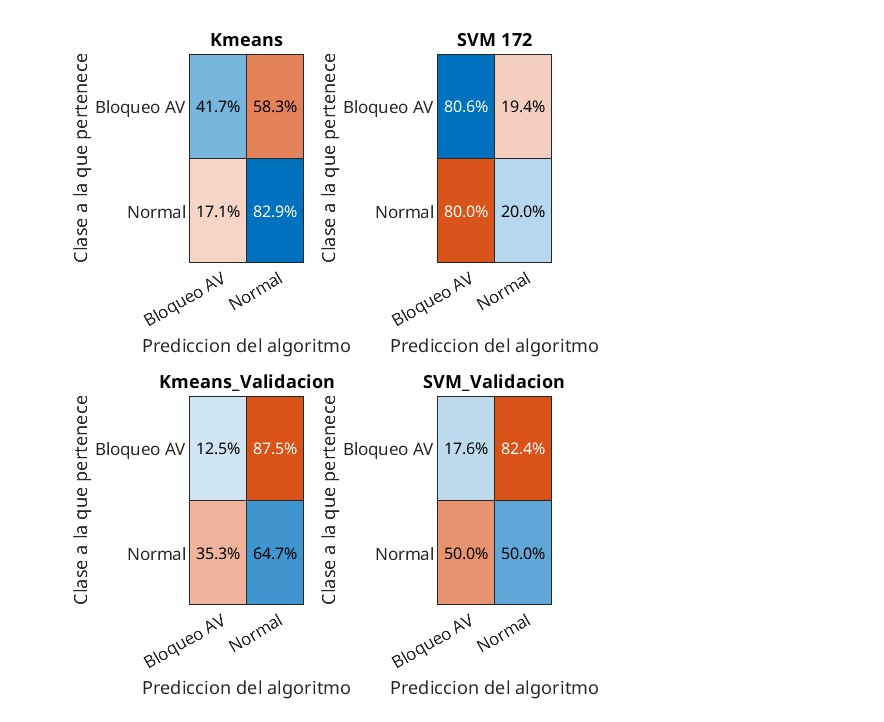 Kmeans
Clase a la que pertenece
Bloqueo AV
41.7%
58.3%
Normal
17.1%
82.9%
Bloqueo AV
Normal
Prediccion del algoritmo
SVM 172
Clase a la que pertenece
Bloqueo AV
80.6%
19.4%
Normal
80.0%
20.0%
Bloqueo AV
Normal
Prediccion del algoritmo
Kmeans_Validacion
Clase a la que pertenece
Bloqueo AV
12.5%
87.5%
Normal
35.3%
64.7%
Bloqueo AV
Normal
Prediccion del algoritmo
SVM_Validacion
Clase a la que pertenece
Bloqueo AV
17.6%
82.4%
Normal
50.0%
50.0%
Bloqueo AV
Normal
Prediccion del algoritmo